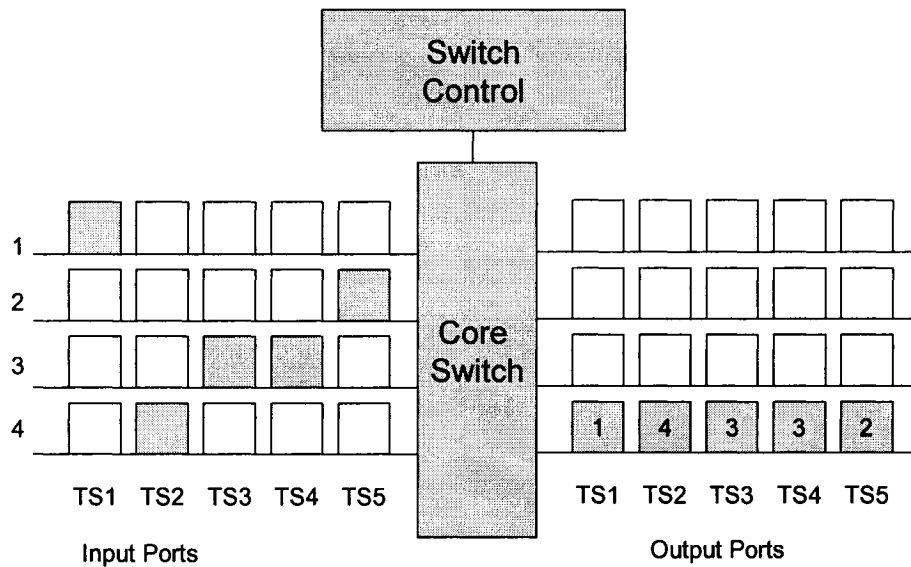 Switch
Control
1
2
3
4
Core
Switch
1 4 3 3 2
TS1 TS2 TS3 TS4 TS5
TS1 TS2 TS3 TS4 TS5
Input Ports
Output Ports